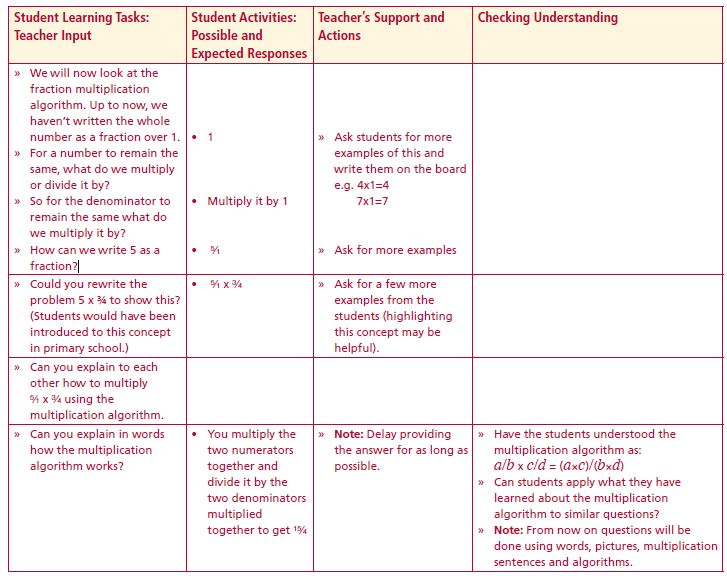 Student Learning Tasks:
Teacher Input
Student Activities:
Possible and
Expected Responses
Teacher's Support and
Actions
Checking Understanding
» We will now look at the
fraction multiplication
algorithm. Up to now, we
haven't written the whole
number as a fraction over 1.
» For a number to remain the
same, what do we multiply
or divide it by?
» So for the denominator to
remain the same what do
we multiply it by?
» How can we write 5 as a
fraction?
• 1
• Multiply it by 1
• 5/1
» Ask students for more
examples of this and
write them on the board
e.g. 4x1=4
7x1=7
» Ask for more examples
» Could you rewrite the
problem 5 x ¾ to show this?
(Students would have been
introduced to this concept
in primary school.)
• 5/1 x ¾
» Ask for a few more
examples from the
students (highlighting
this concept may be
helpful).
» Can you explain to each
other how to multiply
5/1 x ¾ using the
multiplication algorithm.
» Can you explain in words
how the multiplication
algorithm works?
• You multiply the
two numerators
together and
divide it by the
two denominators
multiplied
together to get 15/4
» Note: Delay providing
the answer for as long as
possible.
» Have the students understood the
multiplication algorithm as:
a/b x c/d = (axc)/(bxd)
» Can students apply what they have
learned about the multiplication
algorithm to similar questions?
» Note: From now on questions will be
done using words, pictures, multiplication
sentences and algorithms.